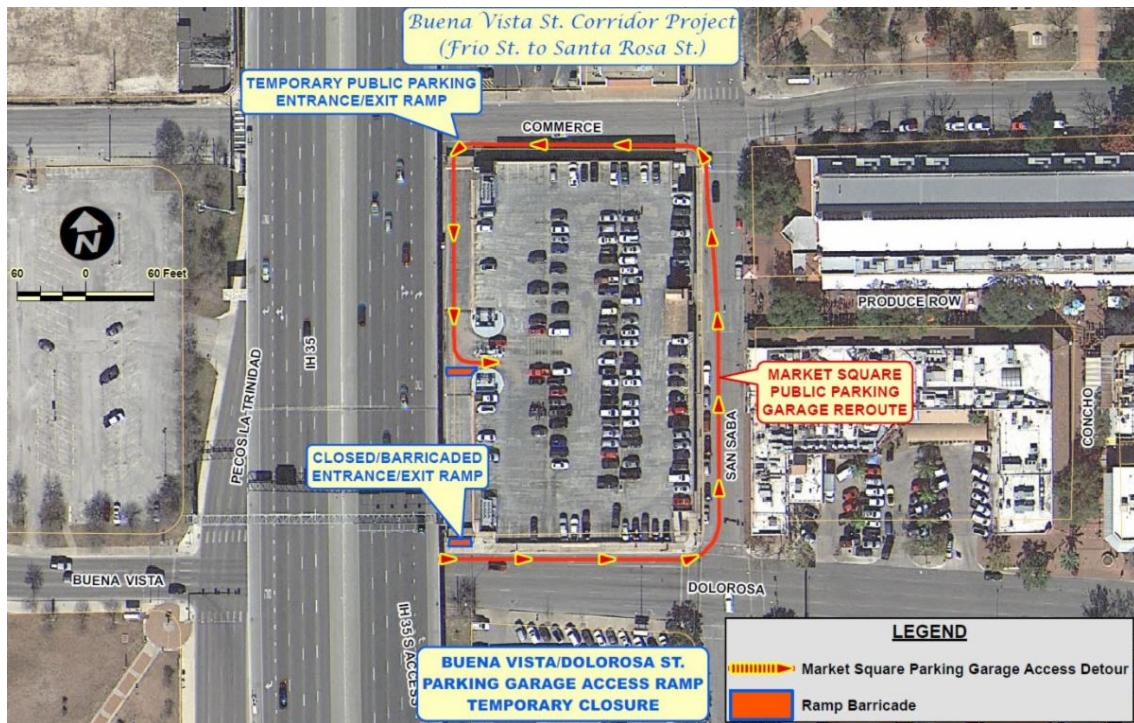 Buena Vista St. Corridor Project
(Frio St. to Santa Rosa St.)
TEMPORARY PUBLIC PARKING
ENTRANCE/EXIT RAMP
COMMERCE
N
60 0 60 Feet
IH 35
PECOS LA TRINIDAD
PRODUCE ROW
MARKET SQUARE
PUBLIC PARKING
GARAGE REROUTE
SAN SABA
CONCHO
CLOSED/BARRICADED
ENTRANCE/EXIT RAMP
BUENA VISTA
DOLOROSA
IH 35 S ACCESS
BUENA VISTA/DOLOROSA ST.
PARKING GARAGE ACCESS RAMP
TEMPORARY CLOSURE
LEGEND
Market Square Parking Garage Access Detour
Ramp Barricade